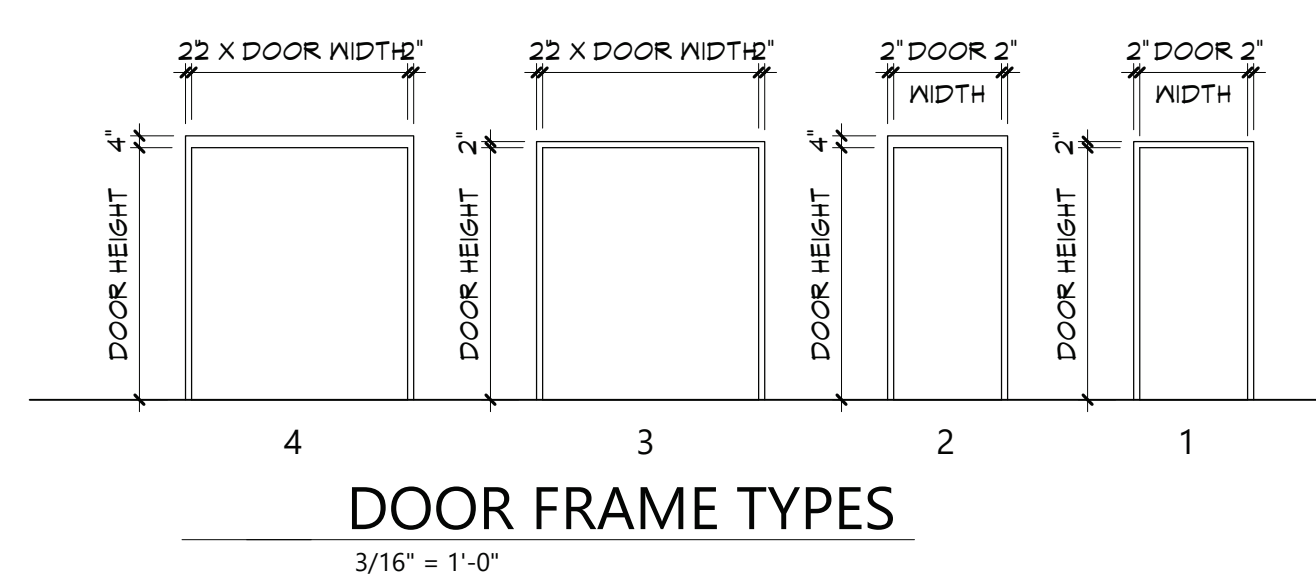 2" 2 X DOOR WIDTH 2"
2" 2 X DOOR WIDTH 2"
2" DOOR 2"
WIDTH
2" DOOR 2"
WIDTH
4"
DOOR HEIGHT
2"
DOOR HEIGHT
4"
DOOR HEIGHT
2"
DOOR HEIGHT
4
3
2
1
DOOR FRAME TYPES
3/16" = 1'-0"